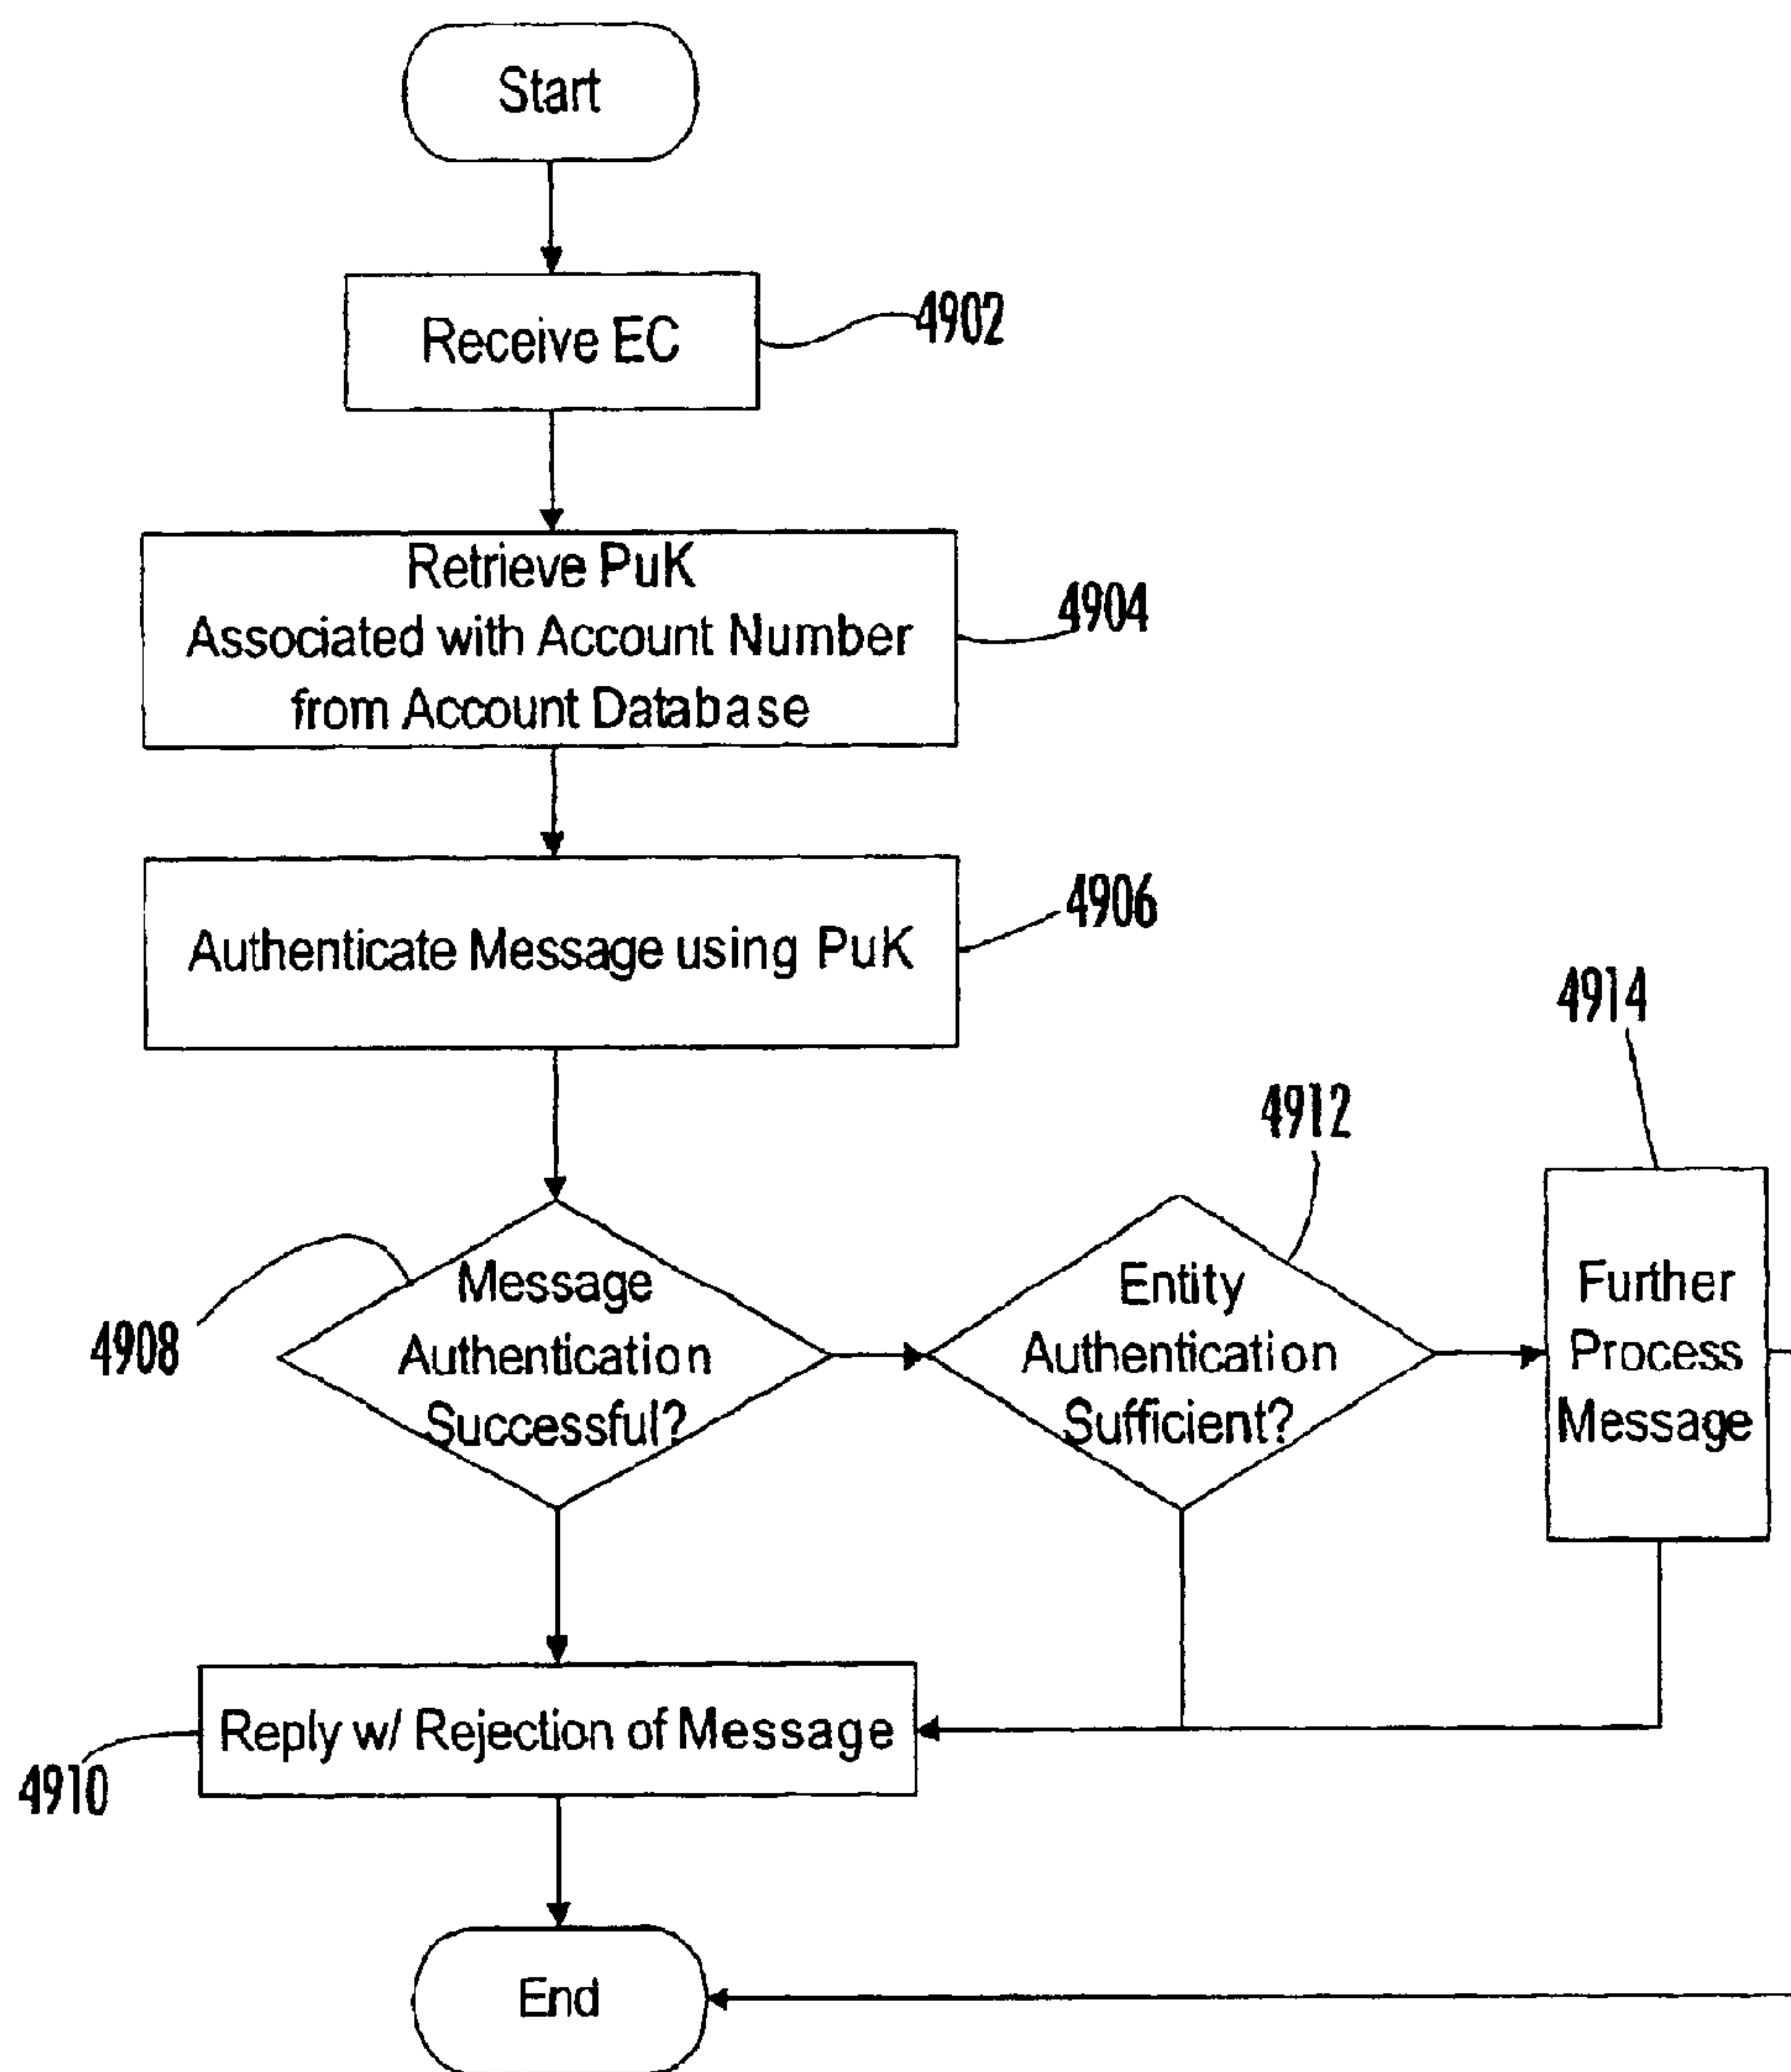 Start
Receive EC
4902
Retrieve PuK
Associated with Account Number
from Account Database
4904
Authenticate Message using PuK
4906
4914
4912
Message
Authentication
Successful?
4908
Entity
Authentication
Sufficient?
Further
Process
Message
Reply w/ Rejection of Message
4910
End